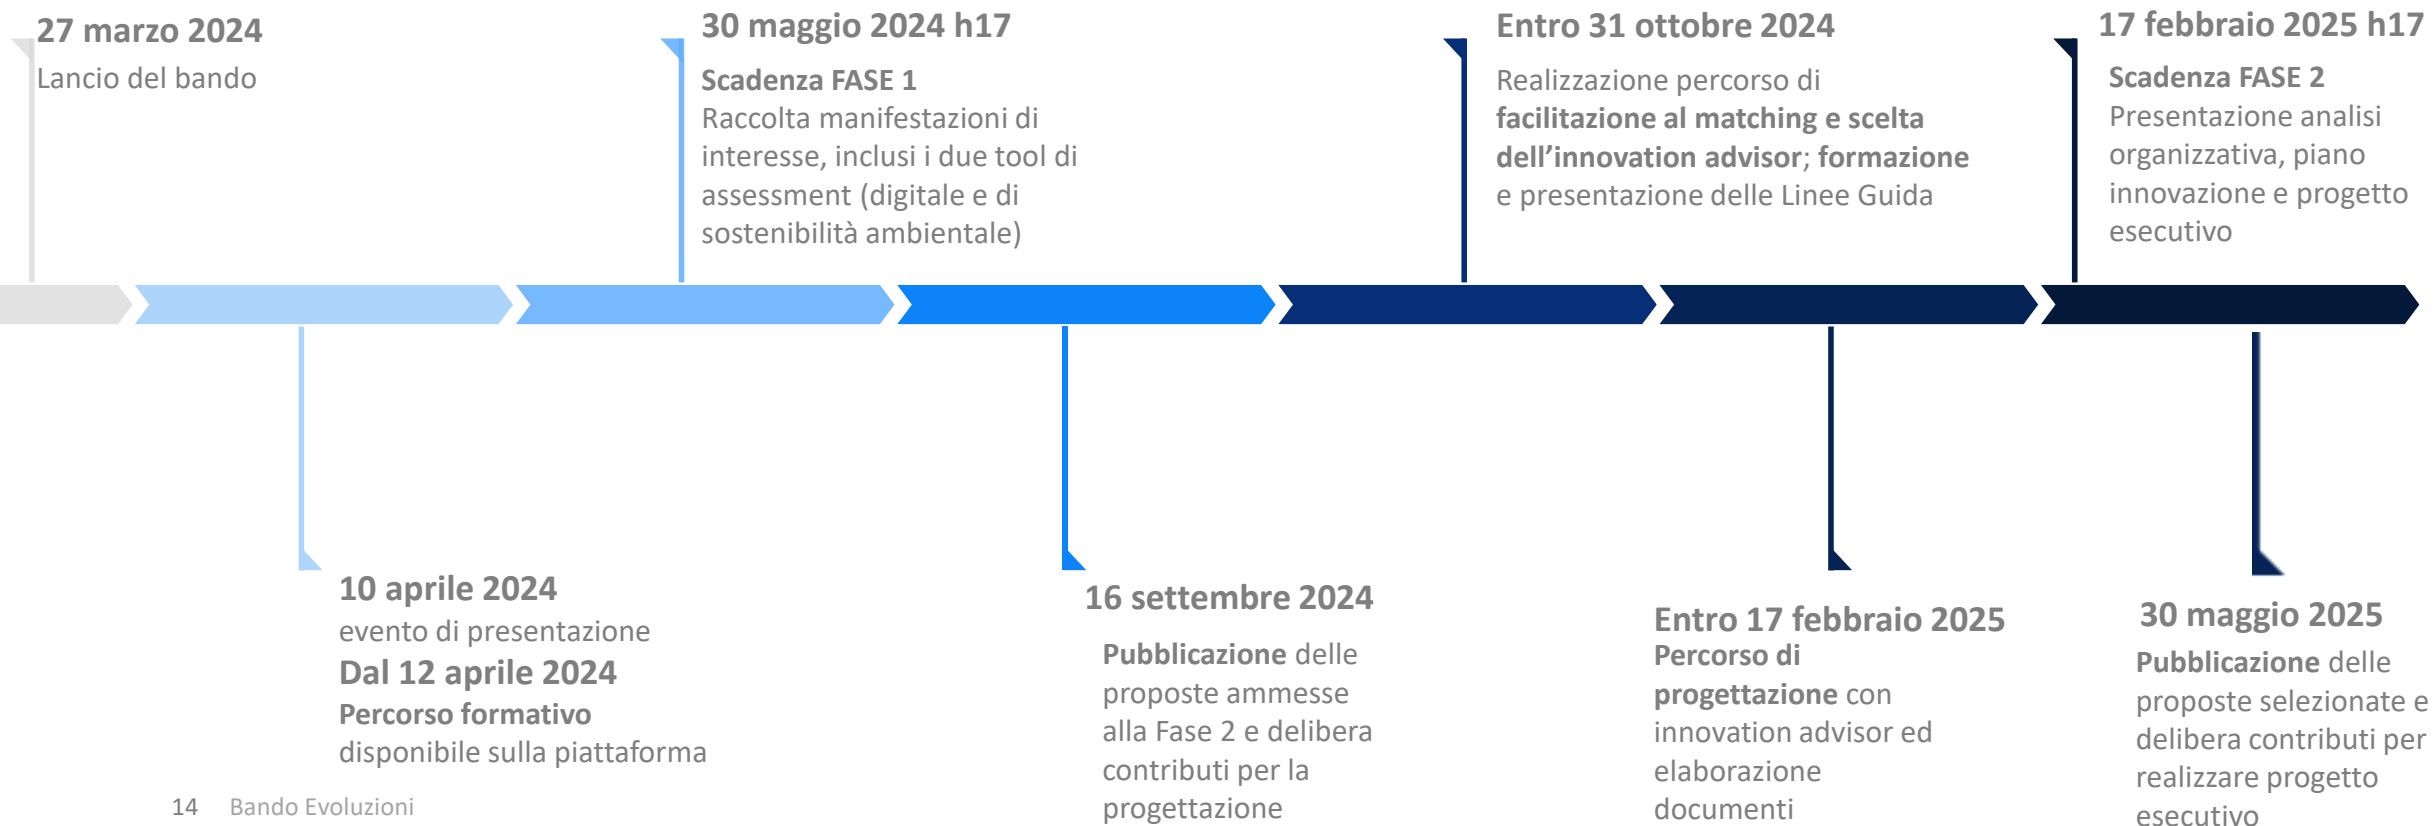 27 marzo 2024
Lancio del bando
30 maggio 2024 h17
Scadenza FASE 1
Raccolta manifestazioni di
interesse, inclusi i due tool di
assessment (digitale e di
sostenibilità ambientale)
Entro 31 ottobre 2024
Realizzazione percorso di
facilitazione al matching e scelta
dell’innovation advisor; formazione
e presentazione delle Linee Guida
17 febbraio 2025 h17
Scadenza FASE 2
Presentazione analisi
organizzativa, piano
innovazione e progetto
esecutivo
10 aprile 2024
evento di presentazione
Dal 12 aprile 2024
Percorso formativo
disponibile sulla piattaforma
16 settembre 2024
Pubblicazione delle
proposte ammesse
alla Fase 2 e delibera
contributi per la
progettazione
Entro 17 febbraio 2025
Percorso di
progettazione con
innovation advisor ed
elaborazione
documenti
30 maggio 2025
Pubblicazione delle
proposte selezionate e
delibera contributi per
realizzare progetto
esecutivo
14 Bando Evoluzioni